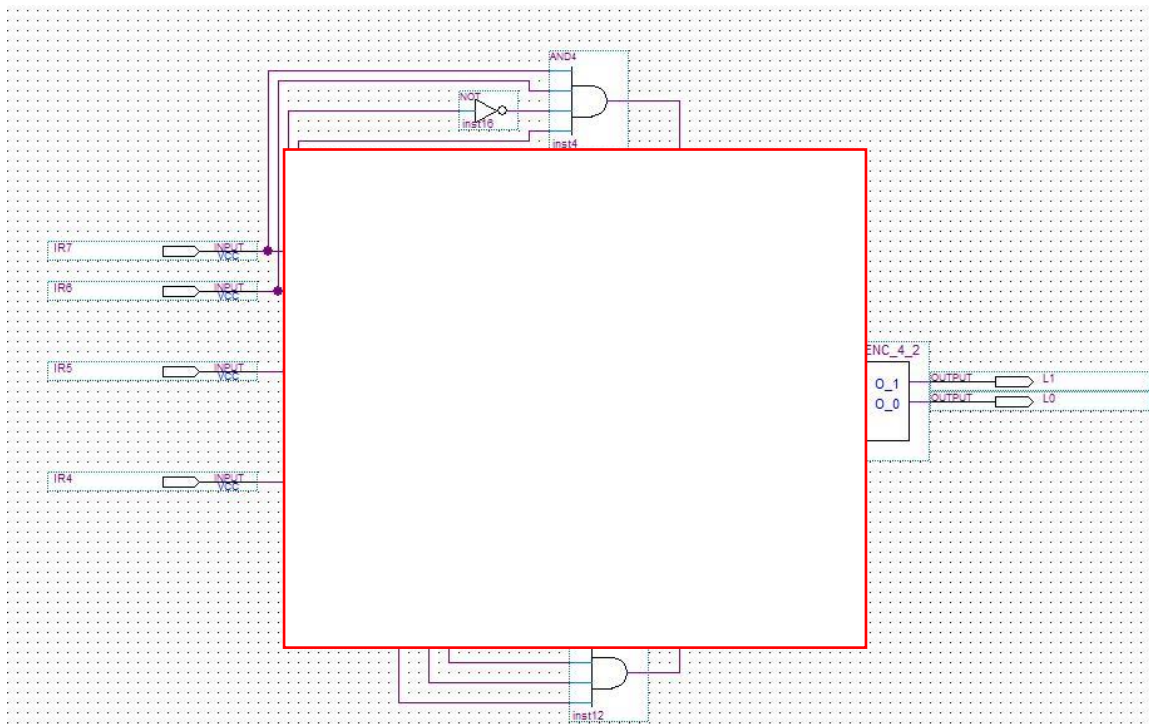 AND4
NOT
inst16
inst4
IR7 INPUT
VCC
IR6 INPUT
VCC
ENC_4_2
IR5 INPUT
VCC
O_1 OUTPUT L1
O_0 OUTPUT L0
IR4 INPUT
VCC
inst12